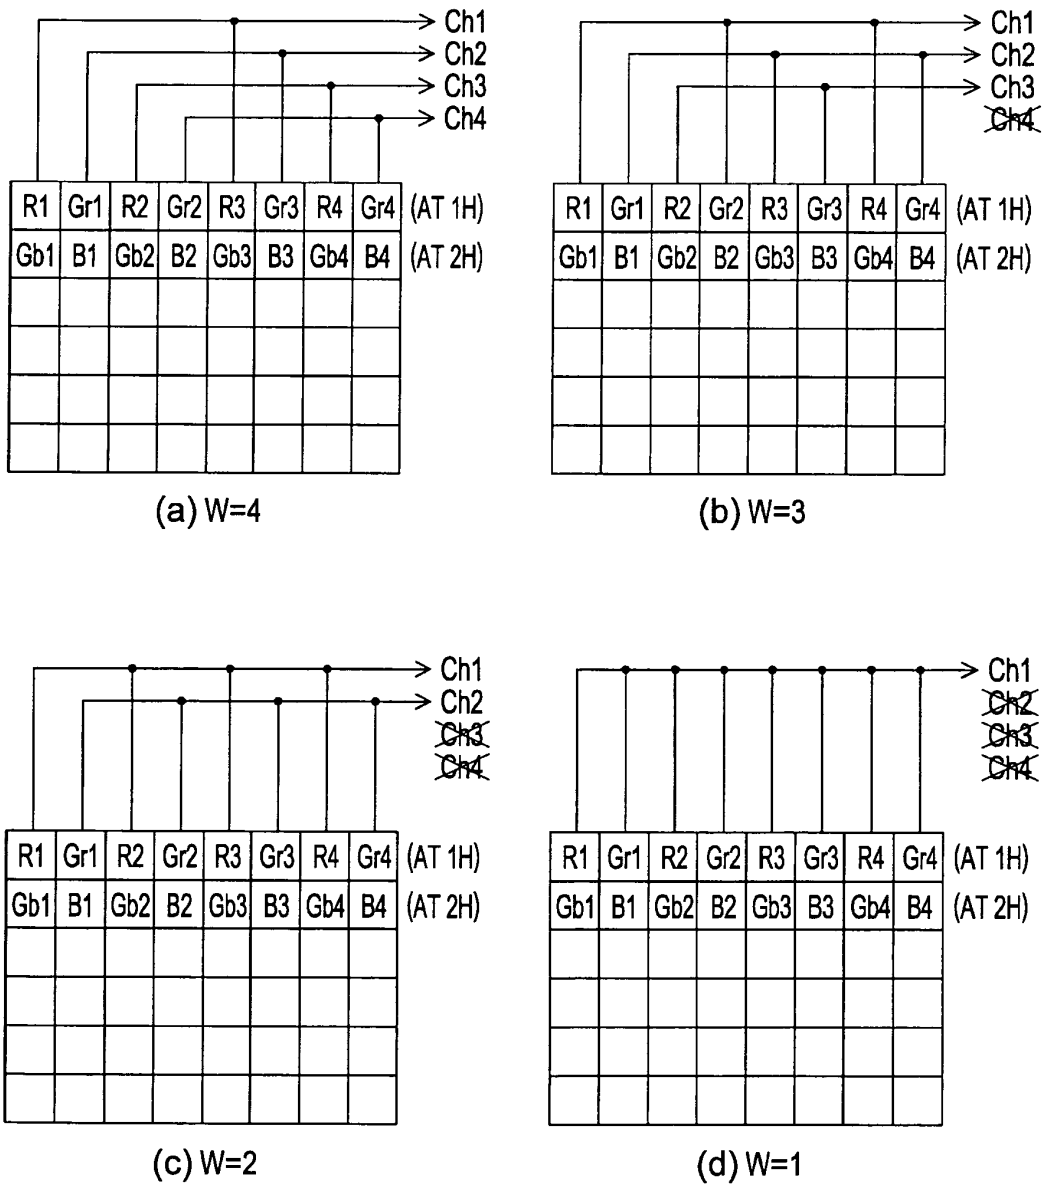 Ch1
Ch2
Ch3
Ch4
R1 Gr1 R2 Gr2 R3 Gr3 R4 Gr4 (AT 1H)
Gb1 B1 Gb2 B2 Gb3 B3 Gb4 B4 (AT 2H)
(a) W=4
Ch1
Ch2
Ch3
Ch4
R1 Gr1 R2 Gr2 R3 Gr3 R4 Gr4 (AT 1H)
Gb1 B1 Gb2 B2 Gb3 B3 Gb4 B4 (AT 2H)
(b) W=3
Ch1
Ch2
Ch3
Ch4
R1 Gr1 R2 Gr2 R3 Gr3 R4 Gr4 (AT 1H)
Gb1 B1 Gb2 B2 Gb3 B3 Gb4 B4 (AT 2H)
(c) W=2
Ch1
Ch2
Ch3
Ch4
R1 Gr1 R2 Gr2 R3 Gr3 R4 Gr4 (AT 1H)
Gb1 B1 Gb2 B2 Gb3 B3 Gb4 B4 (AT 2H)
(d) W=1